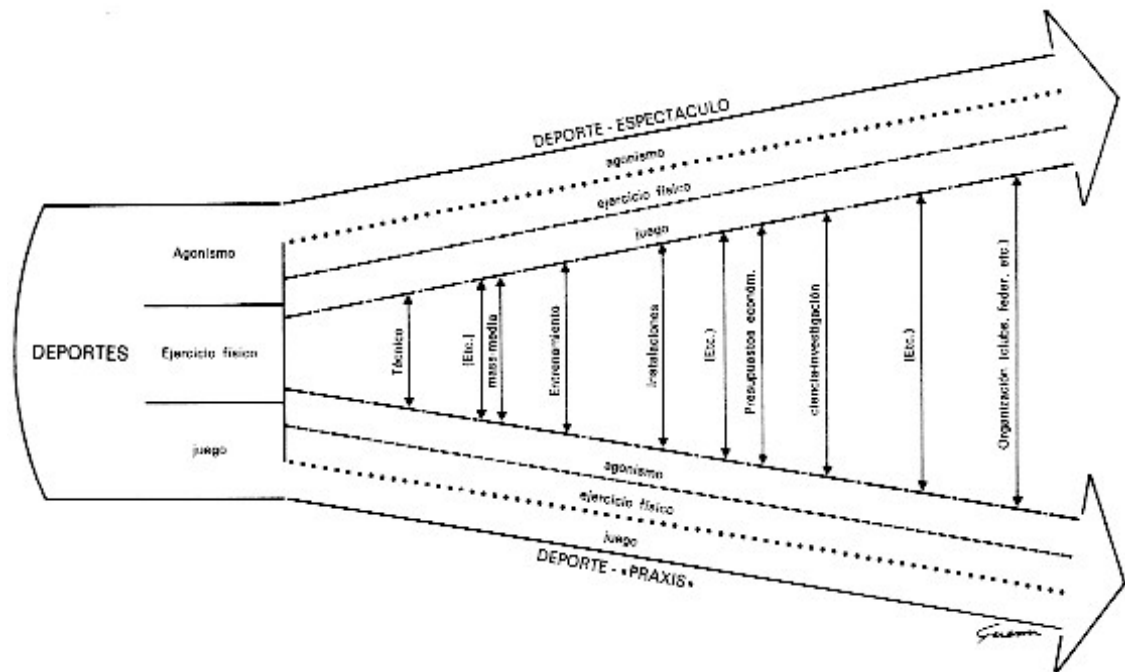 DEPORTE - ESPECTACULO
agonismo
ejercicio físico
juego
Agonismo
DEPORTES
Ejercicio físico
juego
Técnico
(Etc.)
mass-media
Entrenamiento
Instalaciones
(Etc.)
Presupuestos económ.
ciencia-investigación
(Etc.)
Organización (clubs, feder, etc.)
agonismo
ejercicio físico
juego
DEPORTE - «PRAXIS»